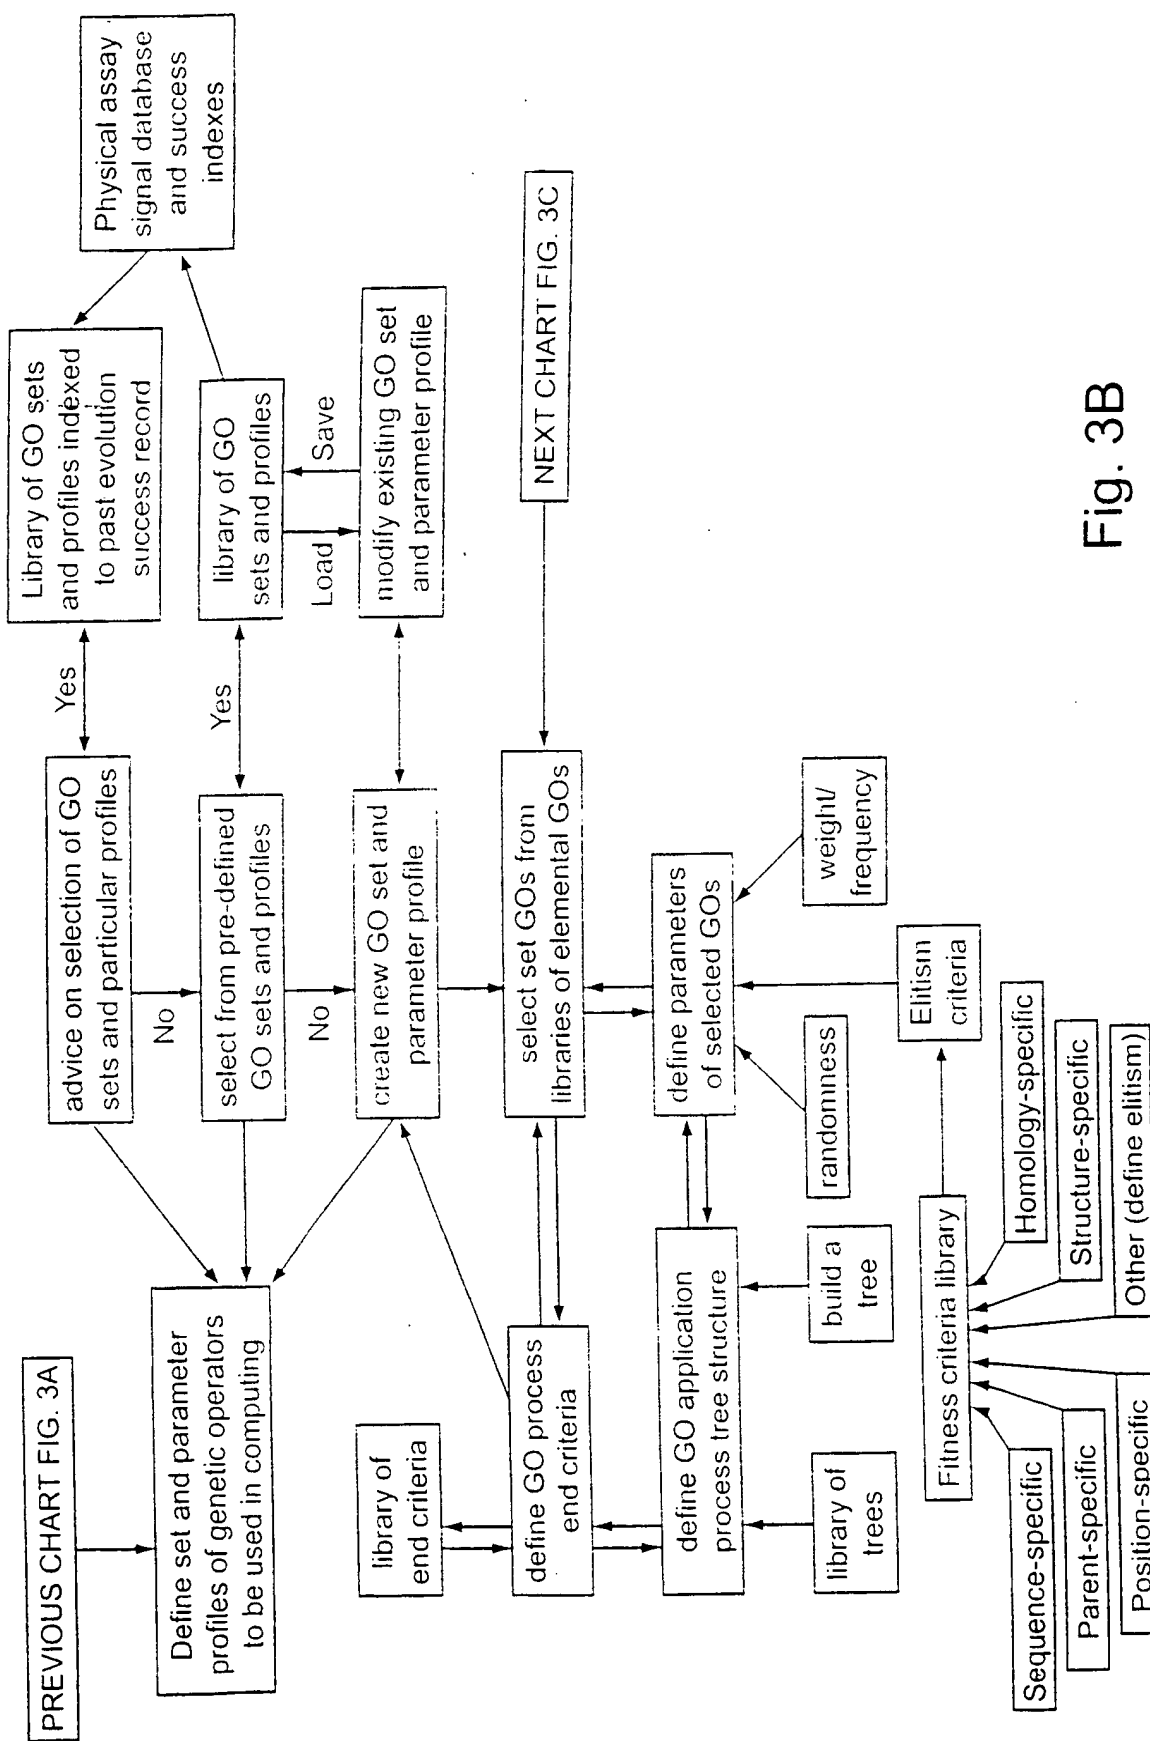 PREVIOUS CHART FIG. 3A
Define set and parameter
profiles of genetic operators
to be used in computing
advice on selection of GO
sets and particular profiles
Yes
Library of GO sets
and profiles indexed
to past evolution
success record
Physical assay
signal database
and success
indexes
No
select from pre-defined
GO sets and profiles
Yes
library of GO
sets and profiles
No
Load
Save
create new GO set and
parameter profile
modify existing GO set
and parameter profile
library of
end criteria
define GO process
end criteria
select set GOs from
libraries of elemental GOs
NEXT CHART FIG. 3C
define GO application
process tree structure
define parameters
of selected GOs
library of
trees
build a
tree
randomness
weight/
frequency
Elitism
criteria
Fitness criteria library
Sequence-specific
Parent-specific
Position-specific
Homology-specific
Structure-specific
Other (define elitism)
Fig. 3B